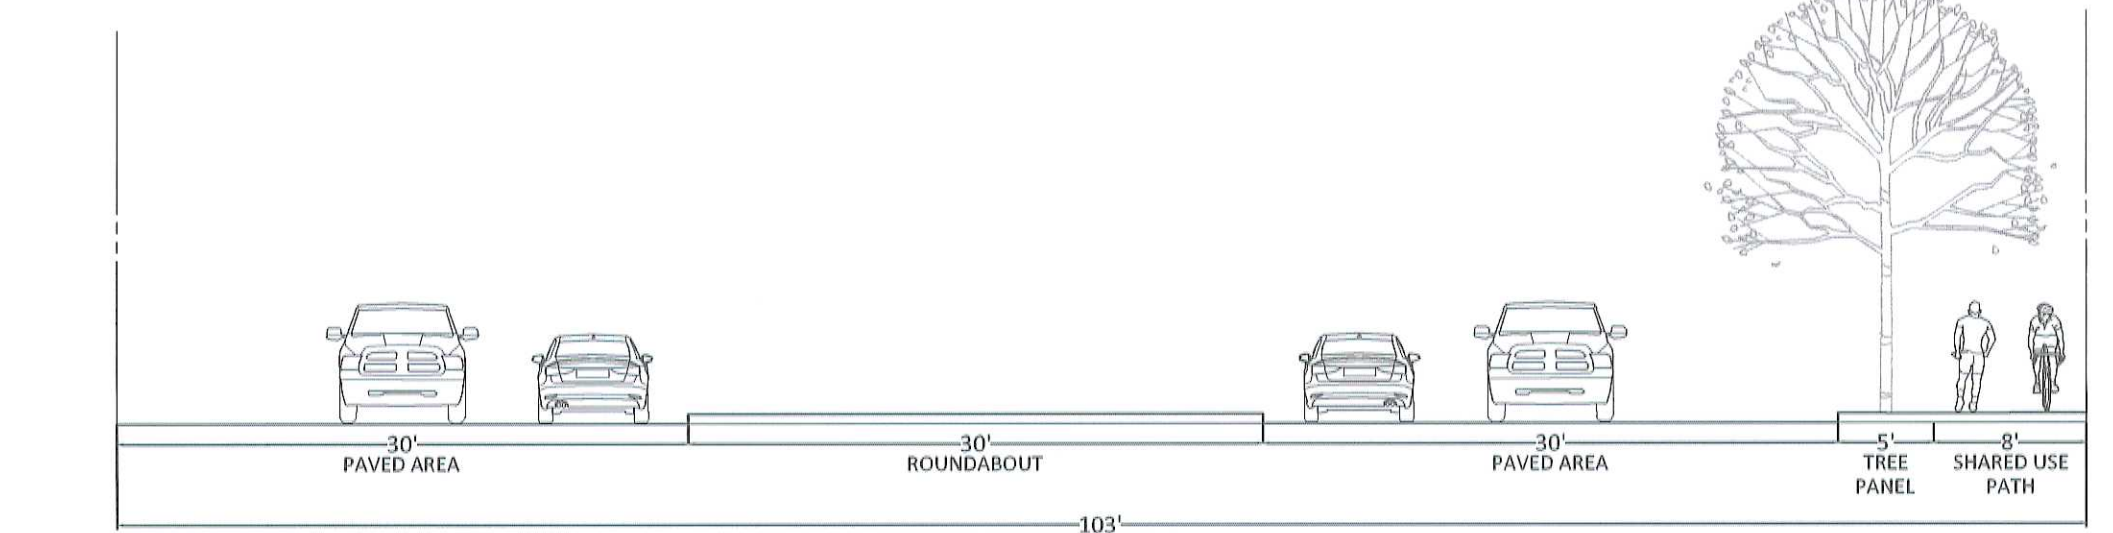 30'
PAVED AREA
30'
ROUNDABOUT
30'
PAVED AREA
5'
TREE
PANEL
8'
SHARED USE
PATH
103'